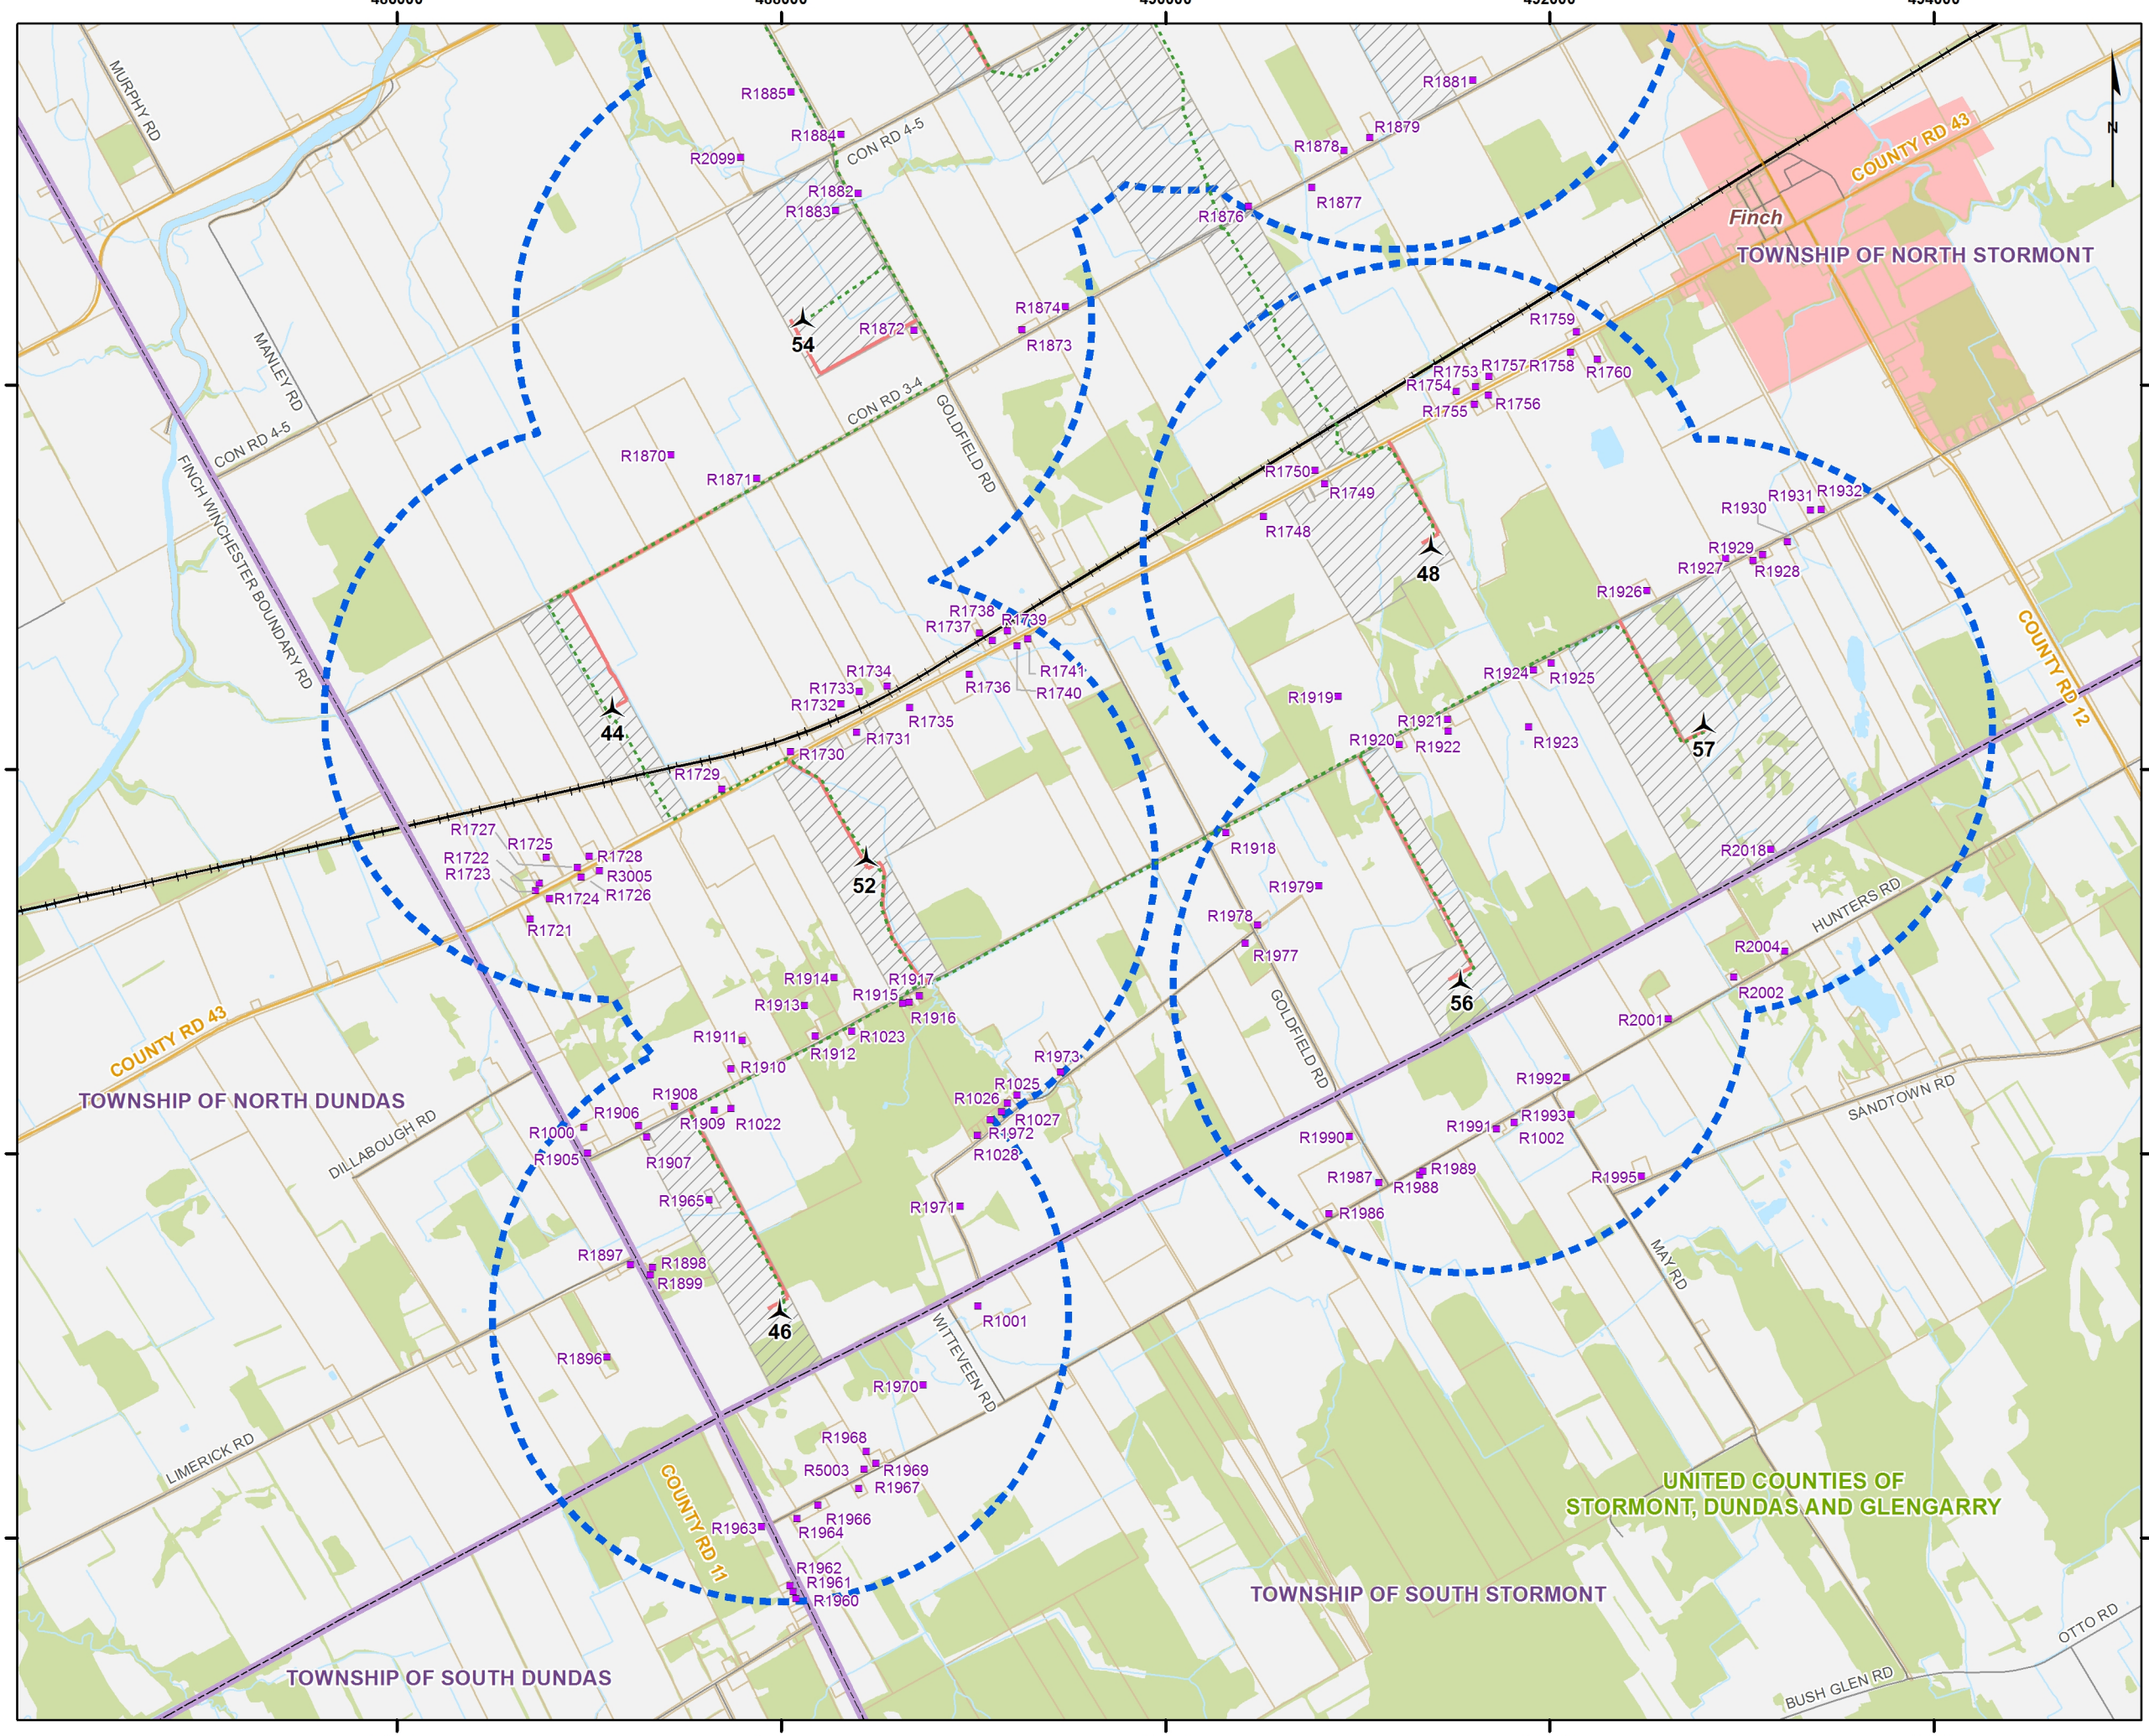 MURPHY RD
R1885
R1884
R2099
CON RD 4-5
R1882
R1883
R1881
R1879
R1878
R1877
R1876
COUNTY RD 43
N
Finch
TOWNSHIP OF NORTH STORMONT
MANLEY RD
CON RD 4-5
54
R1872
R1874
R1873
CON RD 3-4
GOLDFIELD RD
R1759
R1757
R1758
R1753
R1754
R1760
R1755
R1756
FINCH WINCHESTER BOUNDARY RD
R1870
R1871
R1750
R1749
R1748
48
R1931
R1932
R1930
R1929
R1927
R1928
R1926
COUNTY RD 12
R1738
R1739
R1737
R1741
R1740
R1736
R1734
R1733
R1732
R1735
R1731
R1730
R1729
44
R1924
R1925
R1919
R1921
R1920
R1922
R1923
57
R1727
R1725
R1722
R1723
R1728
R3005
R1724
R1726
R1721
52
R1918
R1979
R1978
R1977
R2018
HUNTERS RD
R2004
R2002
R2001
56
GOLDFIELD RD
R1914
R1917
R1915
R1913
R1916
R1911
R1912
R1023
R1910
COUNTY RD 43
TOWNSHIP OF NORTH DUNDAS
DILLABOUGH RD
R1908
R1906
R1909
R1022
R1000
R1905
R1907
R1973
R1025
R1026
R1027
R1972
R1028
R1992
R1993
R1991
R1002
SANDTOWN RD
R1990
R1989
R1987
R1988
R1995
R1986
R1965
R1971
R1897
R1898
R1899
46
R1001
WITTEVEEN RD
MAY RD
R1896
R1970
LIMERICK RD
COUNTY RD 11
R1968
R5003
R1969
R1967
R1966
R1963
R1964
R1962
R1961
R1960
UNITED COUNTIES OF
STORMONT, DUNDAS AND GLENGARRY
TOWNSHIP OF SOUTH STORMONT
TOWNSHIP OF SOUTH DUNDAS
OTTO RD
BUSH GLEN RD